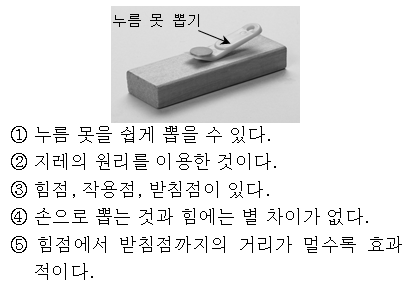 누름 못 뽑기
① 누름 못을 쉽게 뽑을 수 있다.
② 지레의 원리를 이용한 것이다.
③ 힘점, 작용점, 받침점이 있다.
④ 손으로 뽑는 것과 힘에는 별 차이가 없다.
⑤ 힘점에서 받침점까지의 거리가 멀수록 효과
적이다.